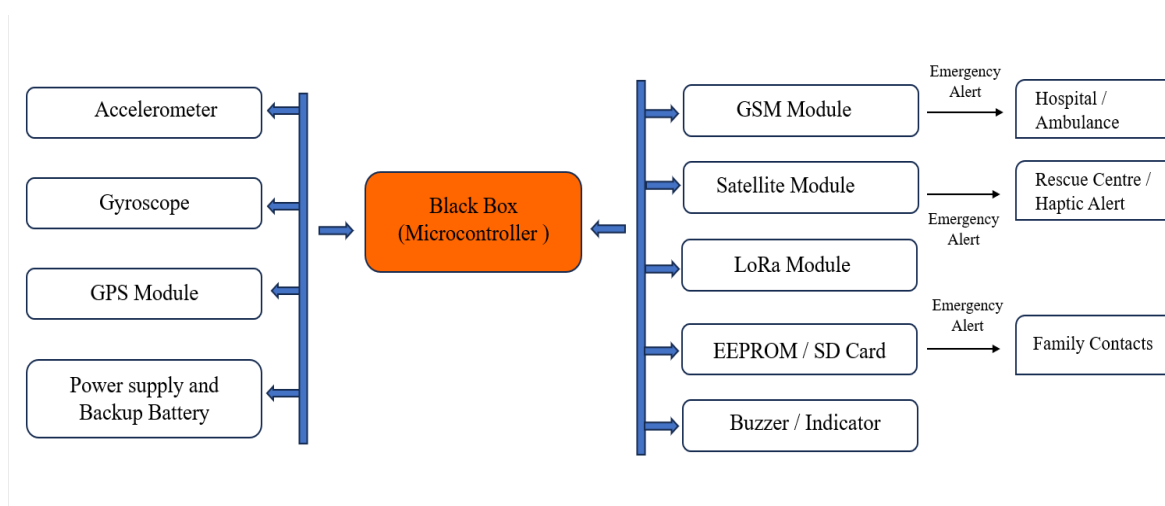 Accelerometer
Gyroscope
GPS Module
Power supply and
Backup Battery
Black Box
(Microcontroller )
GSM Module
Satellite Module
LoRa Module
EEPROM / SD Card
Buzzer / Indicator
Emergency
Alert
Emergency
Alert
Emergency
Alert
Hospital /
Ambulance
Rescue Centre /
Haptic Alert
Family Contacts